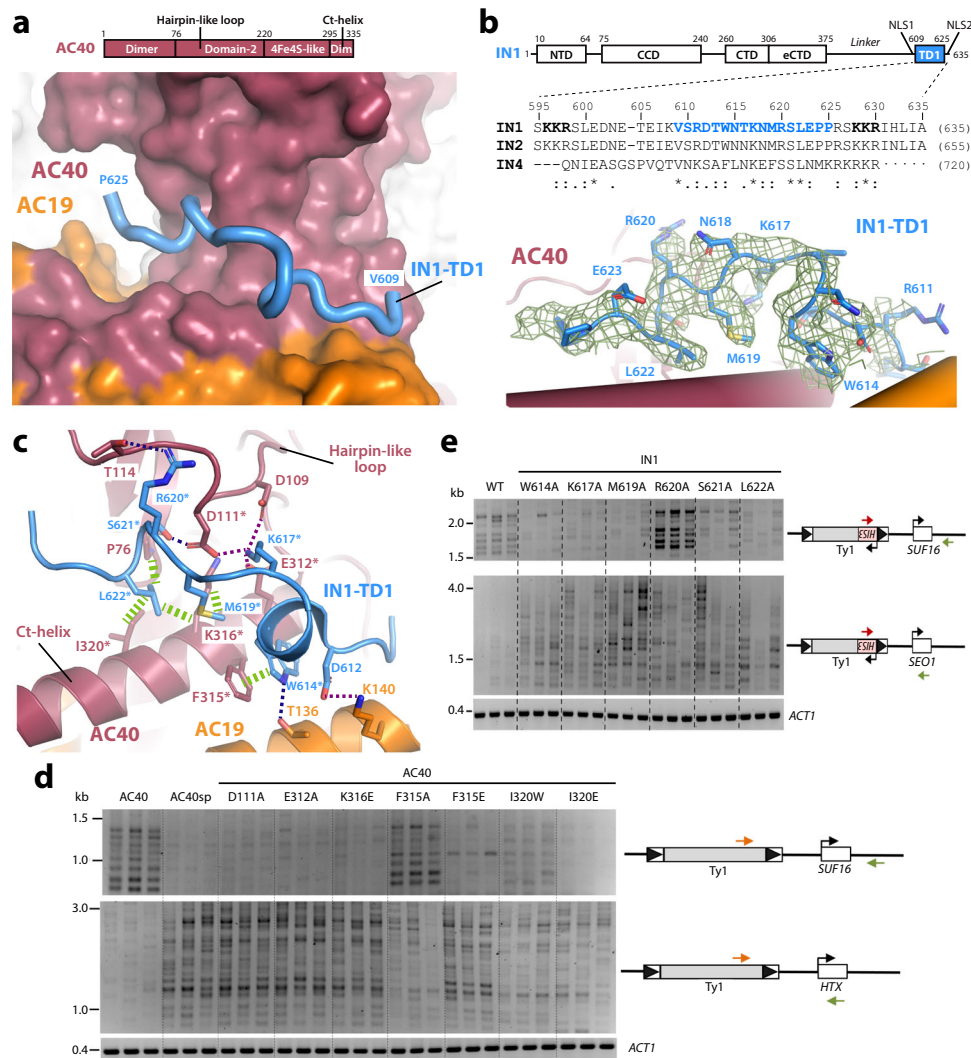 a
Hairpin-like loop
Ct-helix
1 76 220 295 335
AC40 Dimer Domain-2 4Fe4S-like Dim
AC40
P625
AC19
V609
IN1-TD1
b
NLS1 NLS2
10 64 75 240 260 306 375 609 625
IN1 1 NTD CCD CTD eCTD Linker TD1 635
595 600 605 610 615 620 625 630 635
IN1 SKKRSLEDNE-TEIKVSRDTWNTKNMRSLEPPRSKKRIHLIA (635)
IN2 SKKRSLEDNE-TEIEVSRDTWNNKNMRSLEPPRSKKRINLIA (655)
IN4 ---QNIEASGSPVQTVNKSAFLNKEFSSLNMKRKRKR····· (720)
R620 N618 K617 IN1-TD1
AC40
E623
R611
M619
L622
W614
c
T114
Hairpin-like
loop
D109
R620*
D111*
S621*
K617*
P76
E312*
IN1-TD1
L622*
M619*
Ct-helix
I320*
K316*
D612
W614*
F315*
K140
T136
AC19
AC40
e
IN1
kb WT W614A K617A M619A R620A S621A L622A
2.0
1.5
Ty1 HIS3 SUF16
4.0
1.5
Ty1 HIS3 SEO1
0.4 ACT1
d
AC40
kb AC40 AC40sp D111A E312A K316E F315A F315E I320W I320E
1.5
1.0
Ty1 SUF16
3.0
1.0
Ty1 HTX
0.4 ACT1